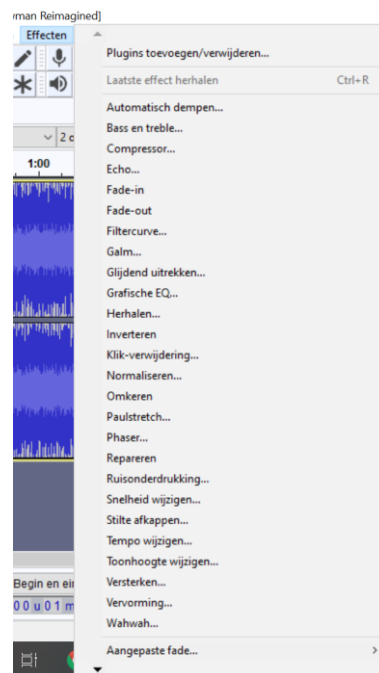 yman Reimagined]
Effecten
Plugins toevoegen/verwijderen...
Laatste effect herhalen Ctrl+R
Automatisch dempen...
Bass en treble...
2
Compressor...
1:00
Echo...
Fade-in
Fade-out
Filtercurve...
Galm...
Glijdend uitrekken...
Grafische EQ...
Herhalen...
Inverteren
Klik-verwijdering...
Normaliseren...
Omkeren
Paulstretch...
Phaser...
Repareren
Ruisonderdrukking...
Snelheid wijzigen...
Stilte afkappen...
Tempo wijzigen...
Toonhoogte wijzigen...
Begin en ei
Versterken...
00 u 01 m
Vervorming...
Wahwah...
Aangepaste fade...